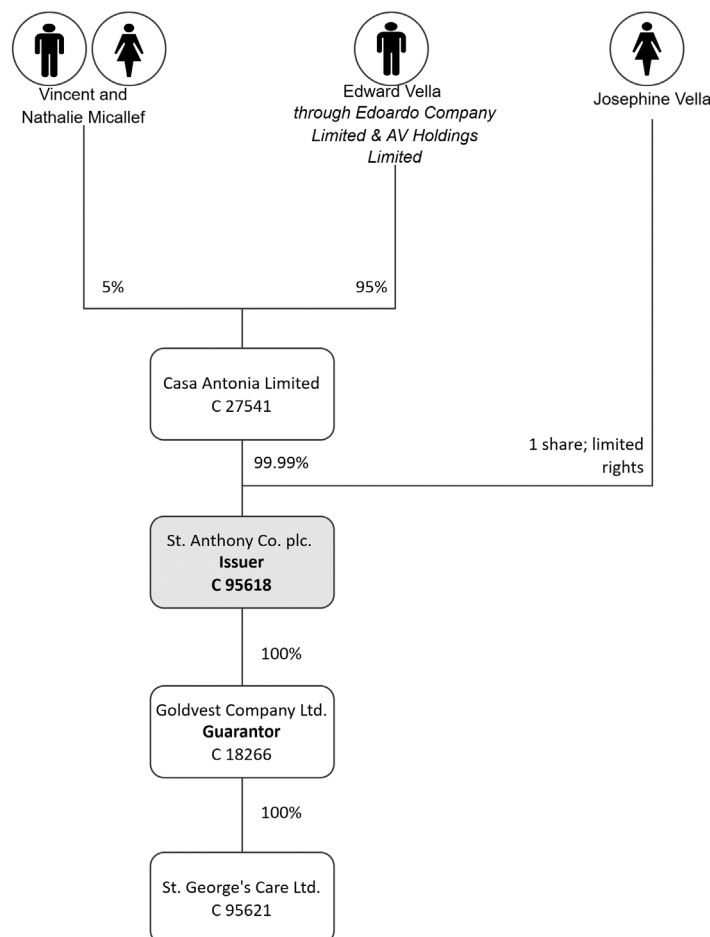 Vincent and
Nathalie Micallef
Edward Vella
through Edoardo Company
Limited & AV Holdings
Limited
Josephine Vella
5%
95%
Casa Antonia Limited
C 27541
99.99%
1 share; limited
rights
St. Anthony Co. plc.
Issuer
C 95618
100%
Goldvest Company Ltd.
Guarantor
C 18266
100%
St. George's Care Ltd.
C 95621